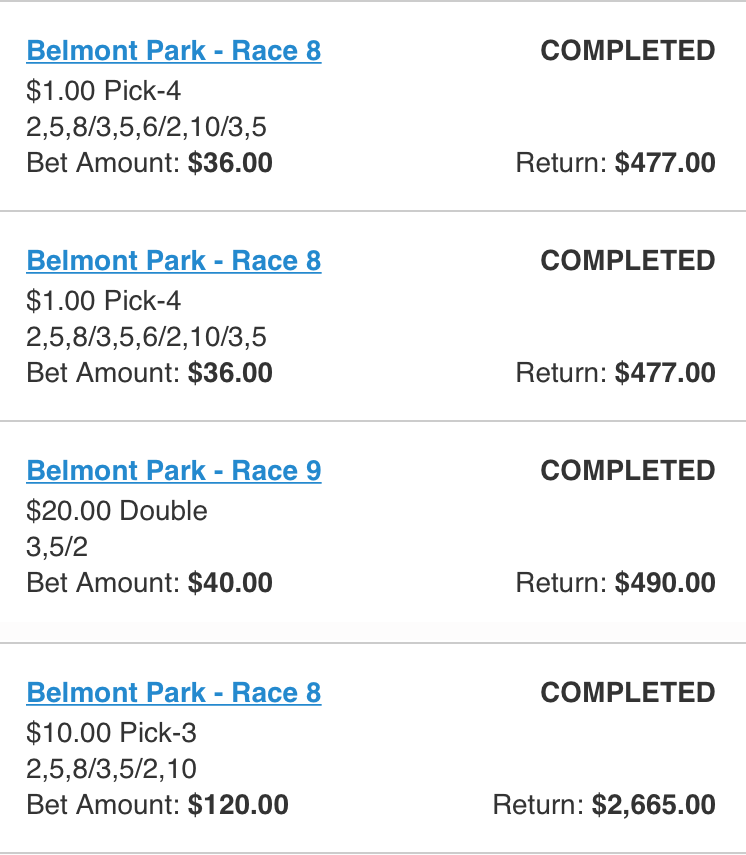 Belmont Park - Race 8 COMPLETED
$1.00 Pick-4
2,5,8/3,5,6/2,10/3,5
Bet Amount: $36.00 Return: $477.00
Belmont Park - Race 8 COMPLETED
$1.00 Pick-4
2,5,8/3,5,6/2,10/3,5
Bet Amount: $36.00 Return: $477.00
Belmont Park - Race 9 COMPLETED
$20.00 Double
3,5/2
Bet Amount: $40.00 Return: $490.00
Belmont Park - Race 8 COMPLETED
$10.00 Pick-3
2,5,8/3,5/2,10
Bet Amount: $120.00 Return: $2,665.00